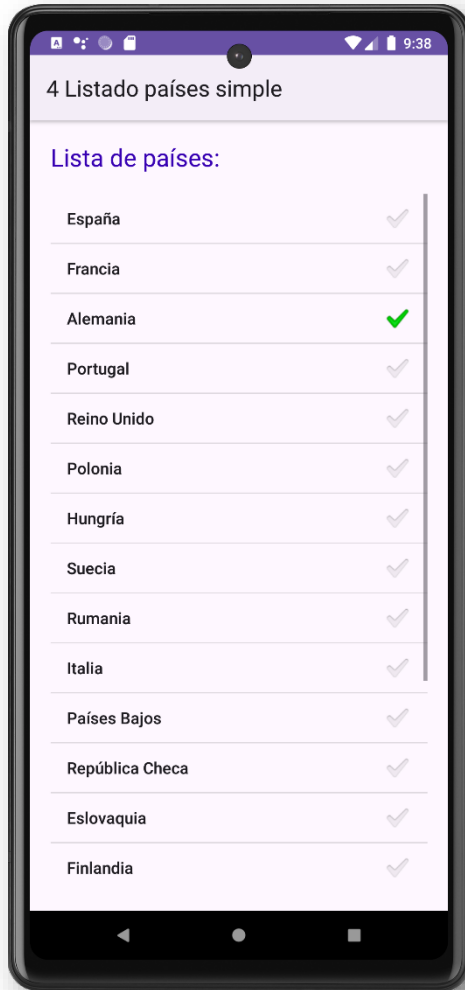 9:38
4 Listado países simple
Lista de países:
España
Francia
Alemania
Portugal
Reino Unido
Polonia
Hungría
Suecia
Rumania
Italia
Países Bajos
República Checa
Eslovaquia
Finlandia